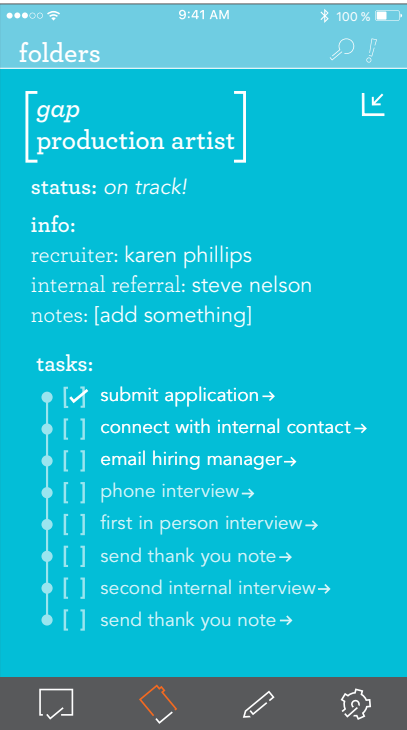 9:41 AM 100 %
folders
gap
production artist
status: on track!
info:
recruiter: karen phillips
internal referral: steve nelson
notes: [add something]
tasks:
[✓] submit application→
[ ] connect with internal contact→
[ ] email hiring manager→
[ ] phone interview→
[ ] first in person interview→
[ ] send thank you note→
[ ] second internal interview→
[ ] send thank you note→